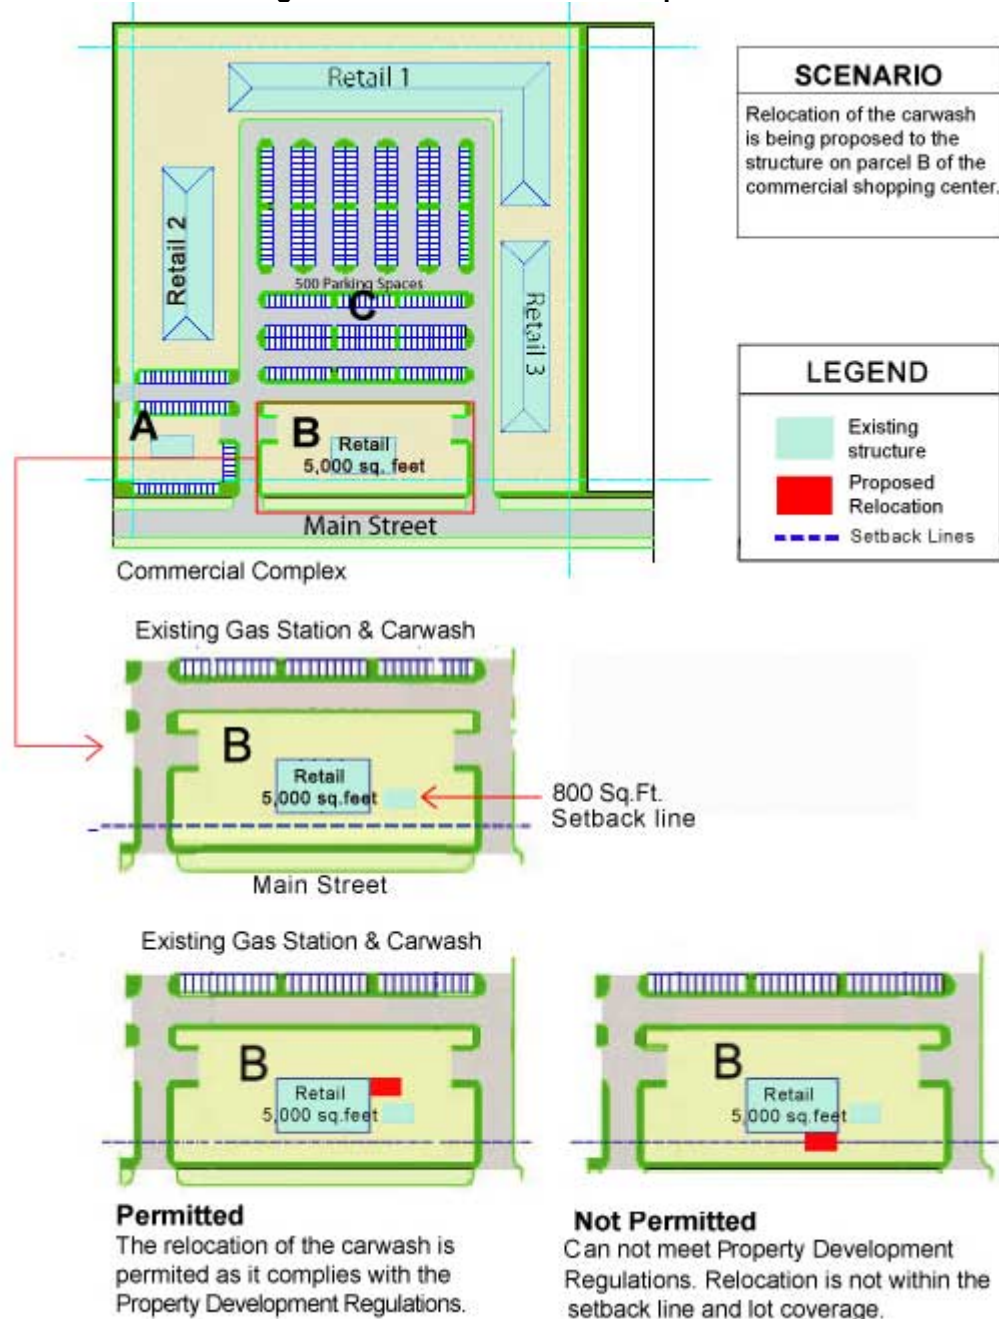 Retail 1
Retail 2
500 Parking Spaces
C
Retail 3
A
B
Retail
5,000 sq. feet
Main Street
Commercial Complex
SCENARIO
Relocation of the carwash
is being proposed to the
structure on parcel B of the
commercial shopping center.
LEGEND
Existing
structure
Proposed
Relocation
Setback Lines
Existing Gas Station & Carwash
B
Retail
5,000 sq.feet
800 Sq.Ft.
Setback line
Main Street
Existing Gas Station & Carwash
B
Retail
5,000 sq.feet
Permitted
The relocation of the carwash is
permited as it complies with the
Property Development Regulations.
B
Retail
5,000 sq.feet
Not Permitted
Can not meet Property Development
Regulations. Relocation is not within the
setback line and lot coverage.